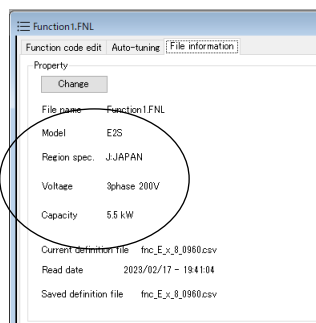 Function1.FNL
Function code edit Auto-tuning File information
Property
Change
File name Function1.FNL
Model E2S
Region spec. J:JAPAN
Voltage 3phase 200V
Capacity 5.5 kW
Current definition file fnc_E_x_8_0960.csv
Read date 2023/02/17 - 19:41:04
Saved definition file fnc_E_x_8_0960.csv